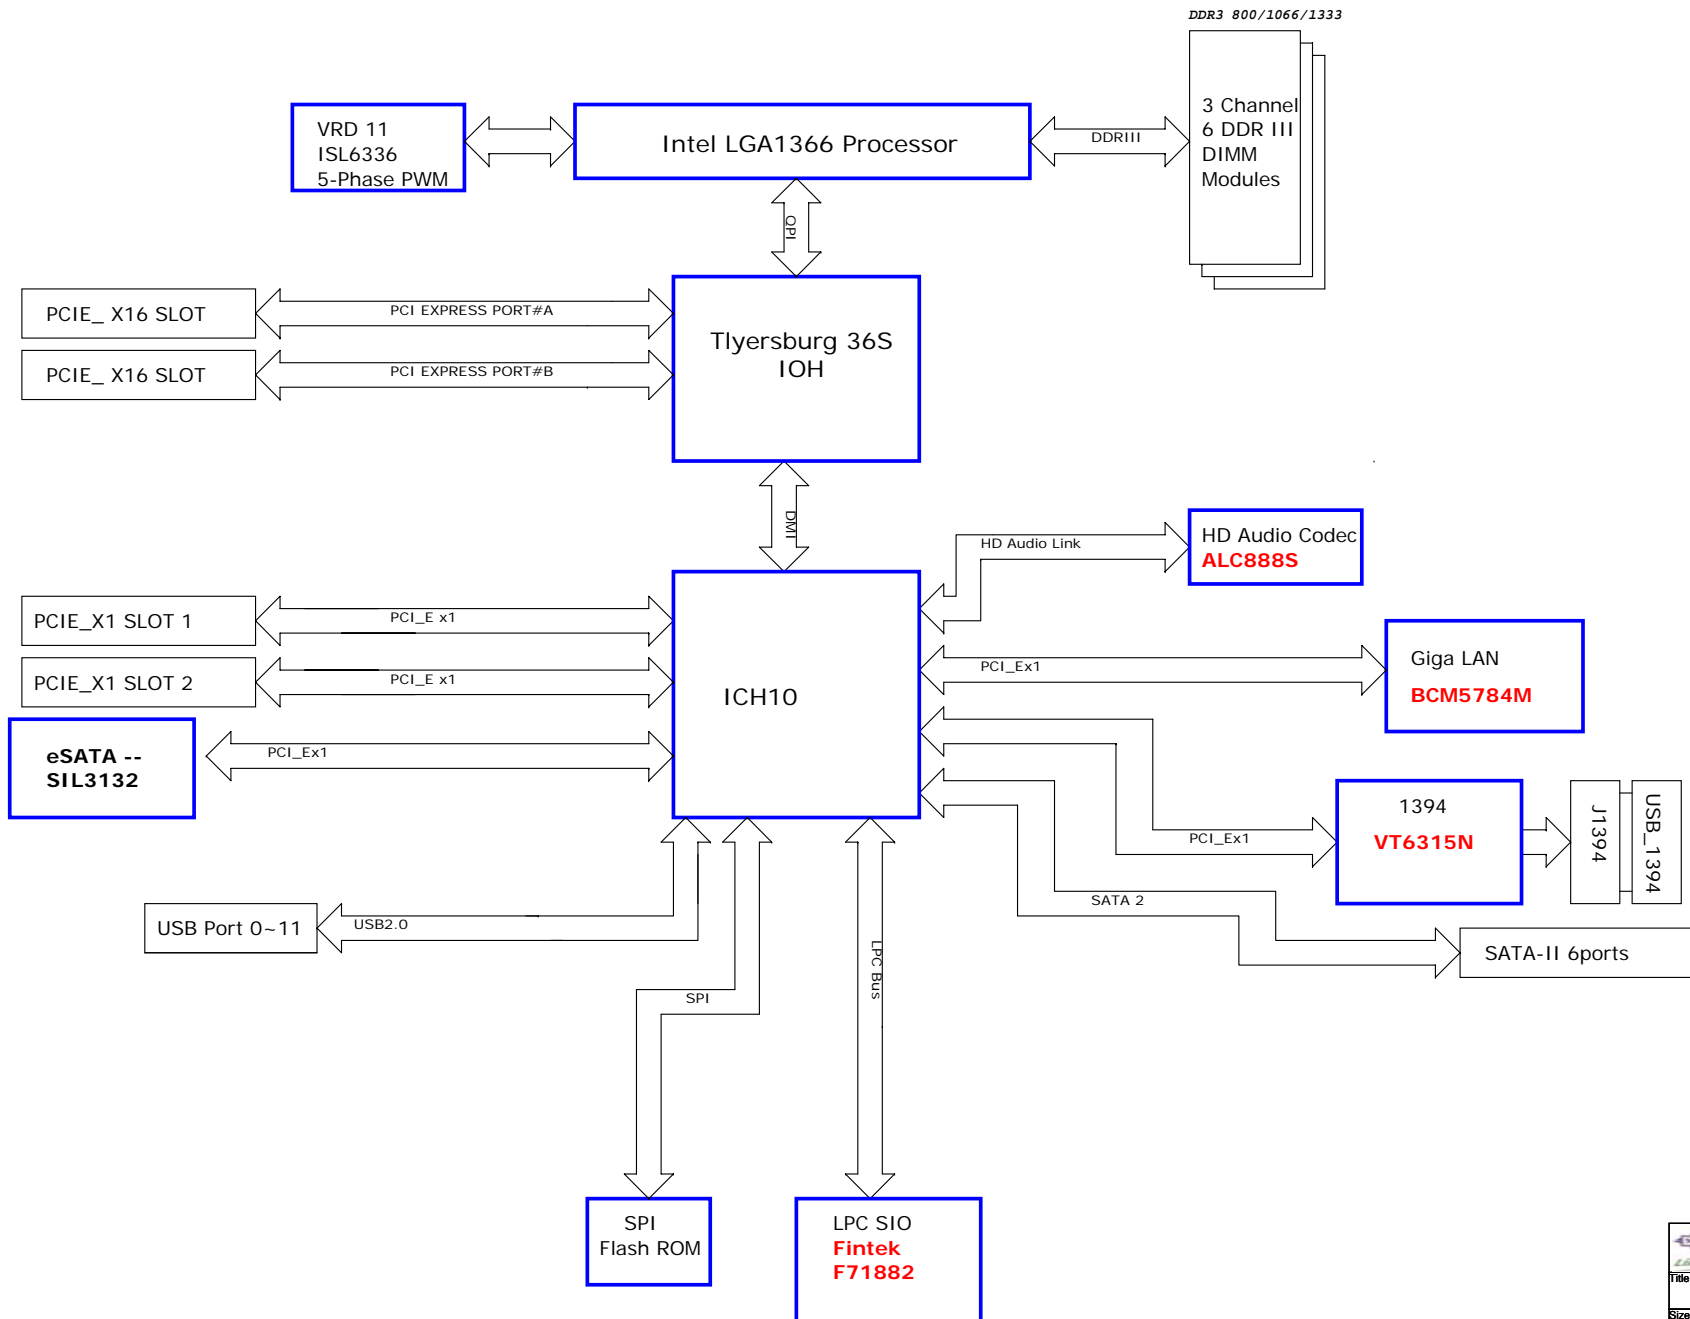 DDR3 800/1066/1333
3 Channel
6 DDR III
DIMM
Modules
VRD 11
ISL6336
5-Phase PWM
Intel LGA1366 Processor
DDRIII
QPI
PCIE_ X16 SLOT
PCI EXPRESS PORT#A
Tlyersburg 36S
IOH
PCIE_ X16 SLOT
PCI EXPRESS PORT#B
DMI
HD Audio Link
HD Audio Codec
ALC888S
PCIE_X1 SLOT 1
PCI_E x1
PCIE_X1 SLOT 2
PCI_E x1
ICH10
PCI_Ex1
Giga LAN
BCM5784M
eSATA --
SIL3132
PCI_Ex1
PCI_Ex1
1394
VT6315N
J1394
USB_1394
SATA 2
SATA-II 6ports
USB Port 0~11
USB2.0
SPI
LPC Bus
SPI
Flash ROM
LPC SIO
Fintek
F71882
Title
Size